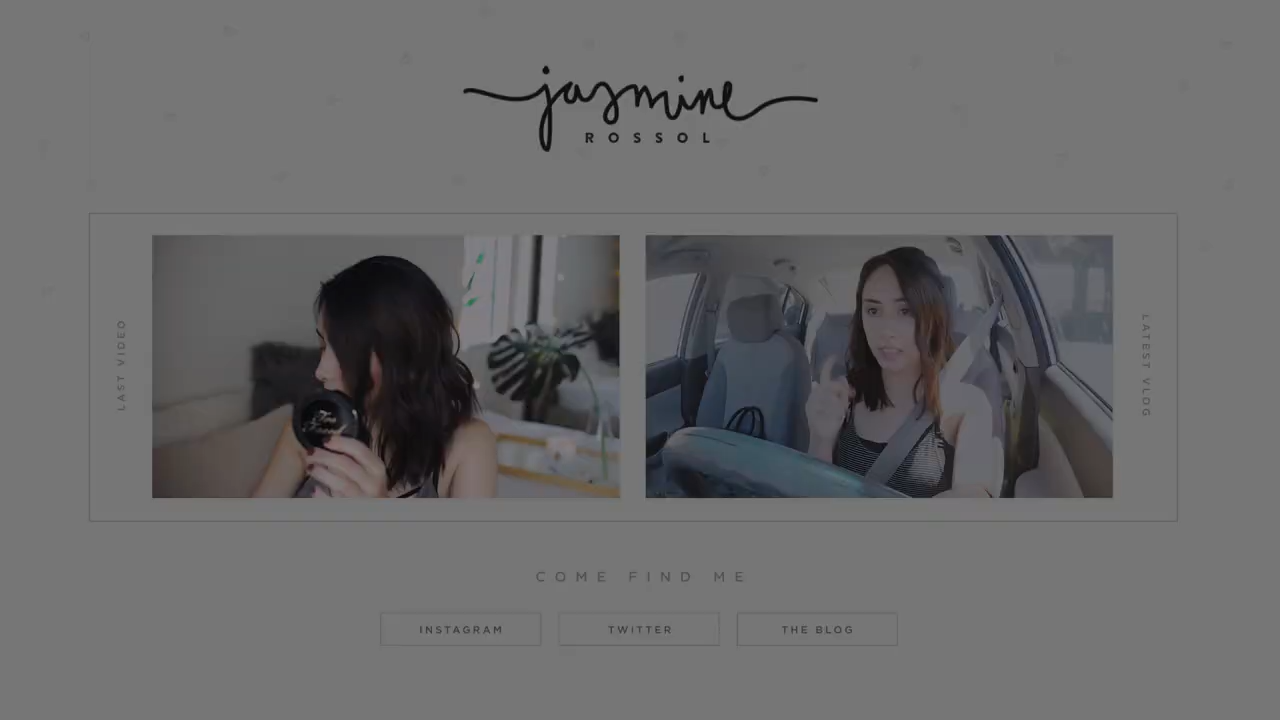 jasmine
ROSSOL
LAST VIDEO
LATEST VLOG
COME FIND ME
INSTAGRAM
TWITTER
THE BLOG